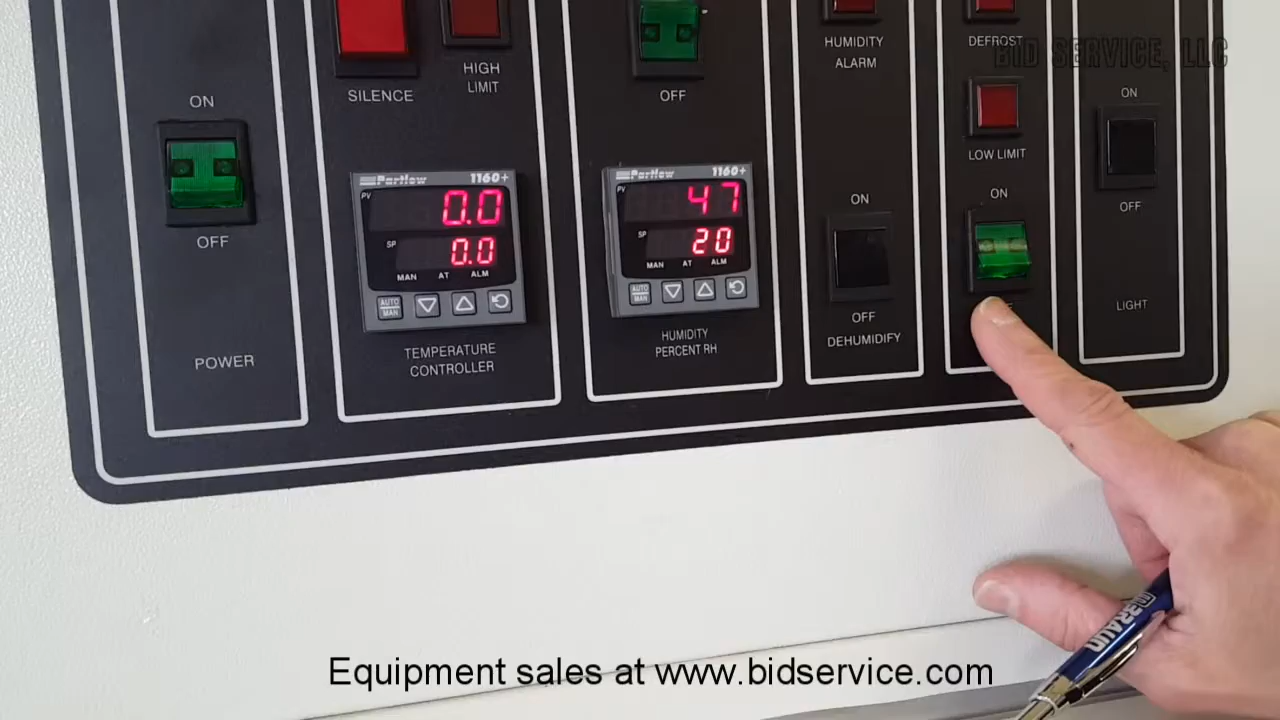 BID SERVICE, LLC
ON
OFF
POWER
SILENCE
HIGH
LIMIT
Partlow 1160+
PV 0.0
SP 0.0
MAN AT ALM
AUTO
MAN
TEMPERATURE
CONTROLLER
OFF
Partlow 1160+
PV 47
SP 20
MAN AT ALM
AUTO
MAN
HUMIDITY
PERCENT RH
HUMIDITY
ALARM
ON
OFF
DEHUMIDIFY
DEFROST
LOW LIMIT
ON
ON
OFF
LIGHT
MBRAUN
Equipment sales at www.bidservice.com